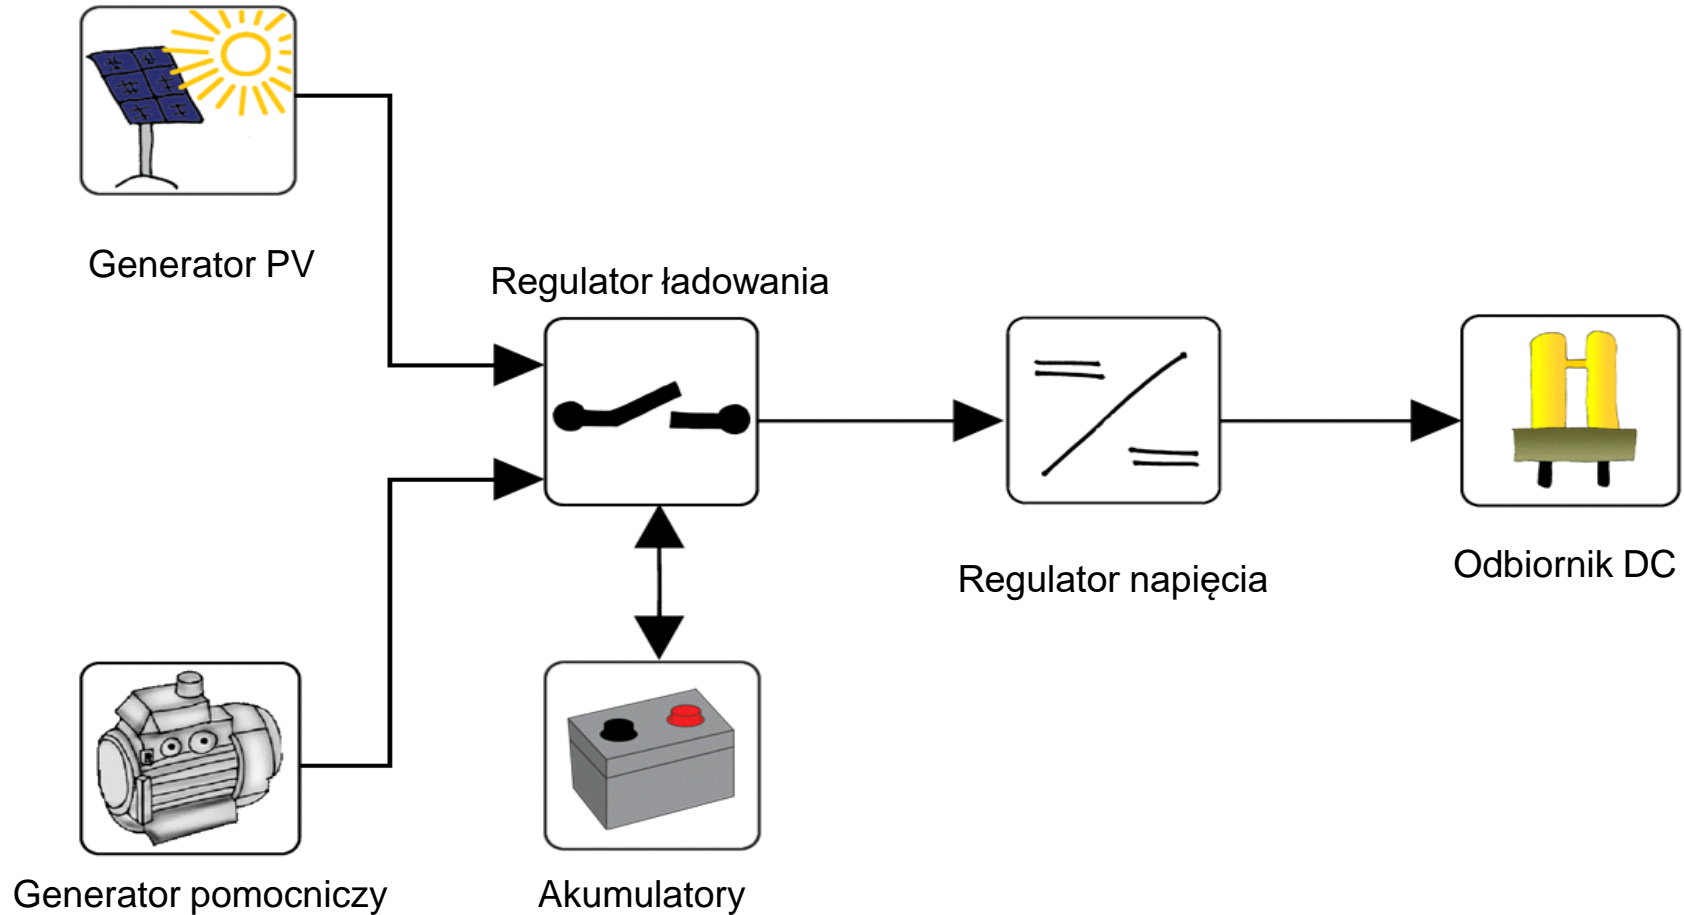 Generator PV
Regulator ładowania
Regulator napięcia
Odbiornik DC
Generator pomocniczy
Akumulatory